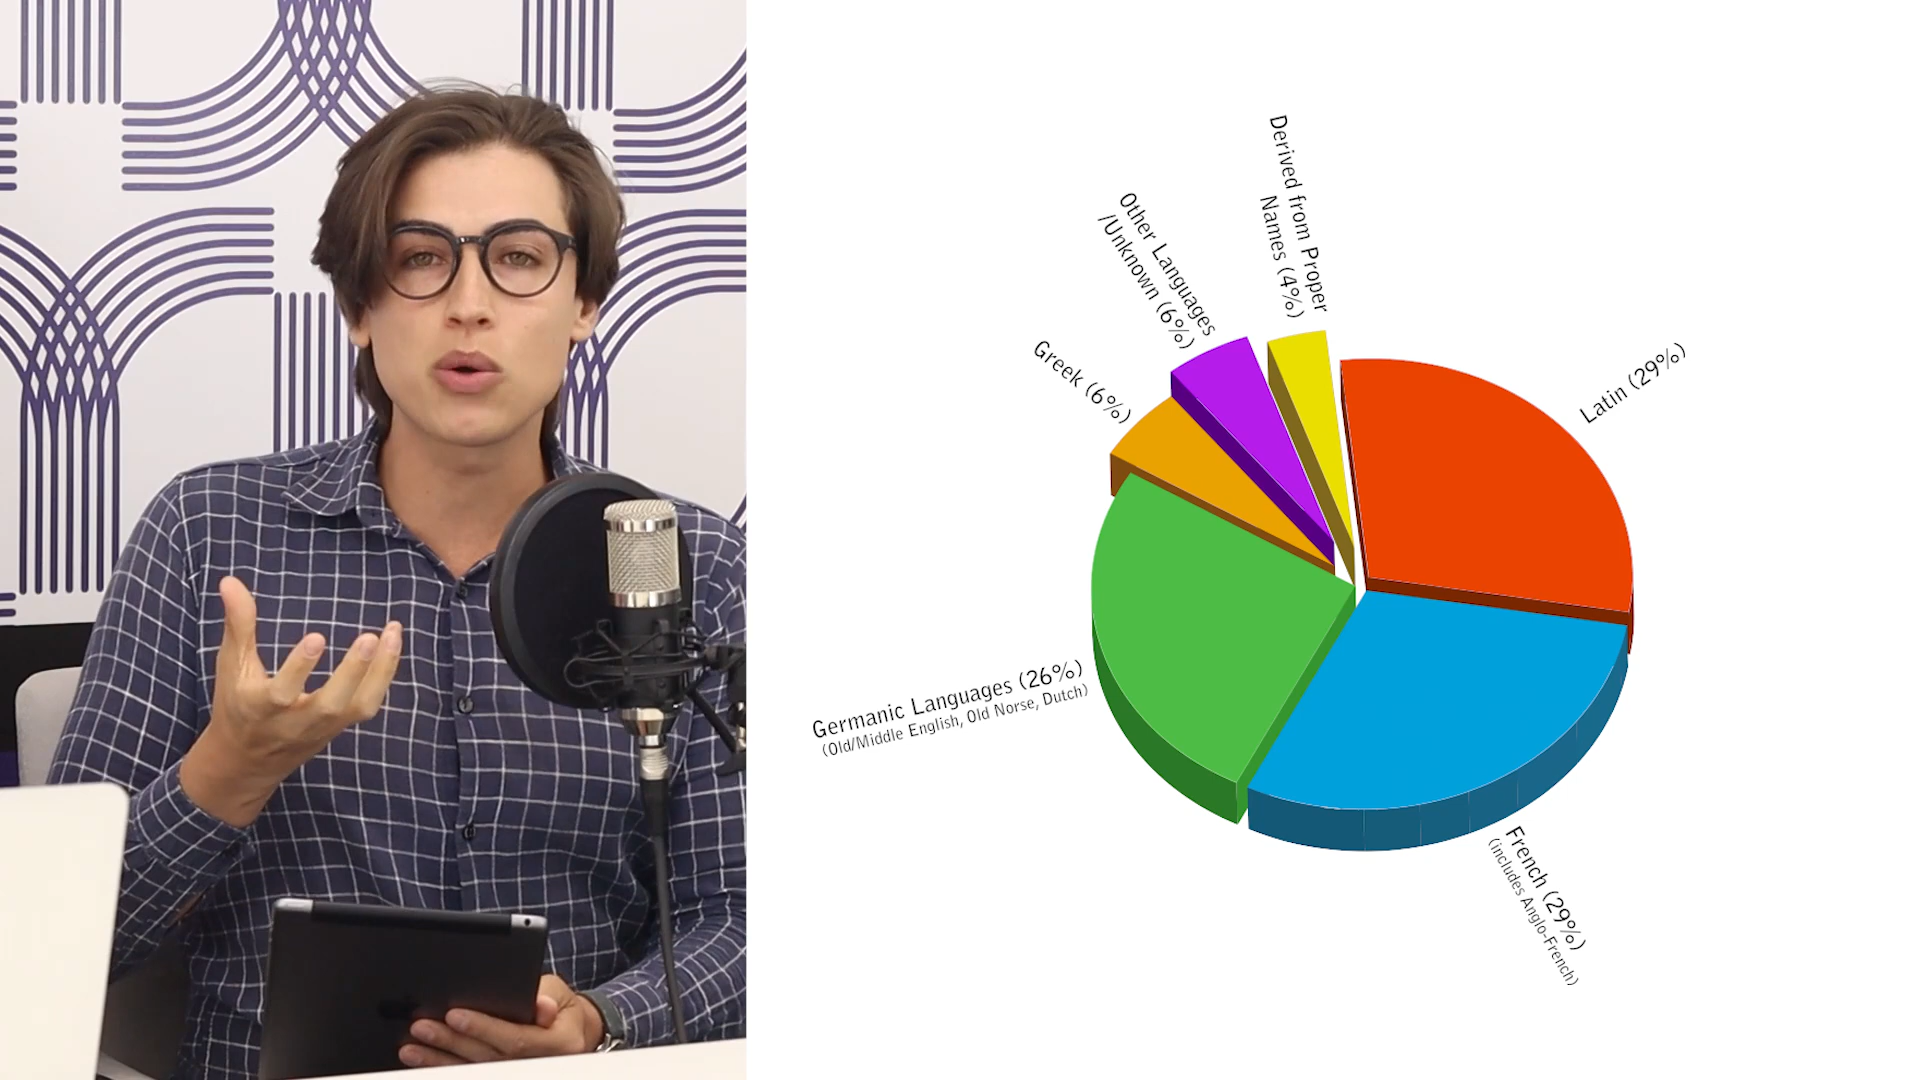 Derived from Proper
Names (4%)
Other Languages
/Unknown (6%)
Greek (6%)
Latin (29%)
Germanic Languages (26%)
(Old/Middle English, Old Norse, Dutch)
French (29%)
(includes Anglo-French)